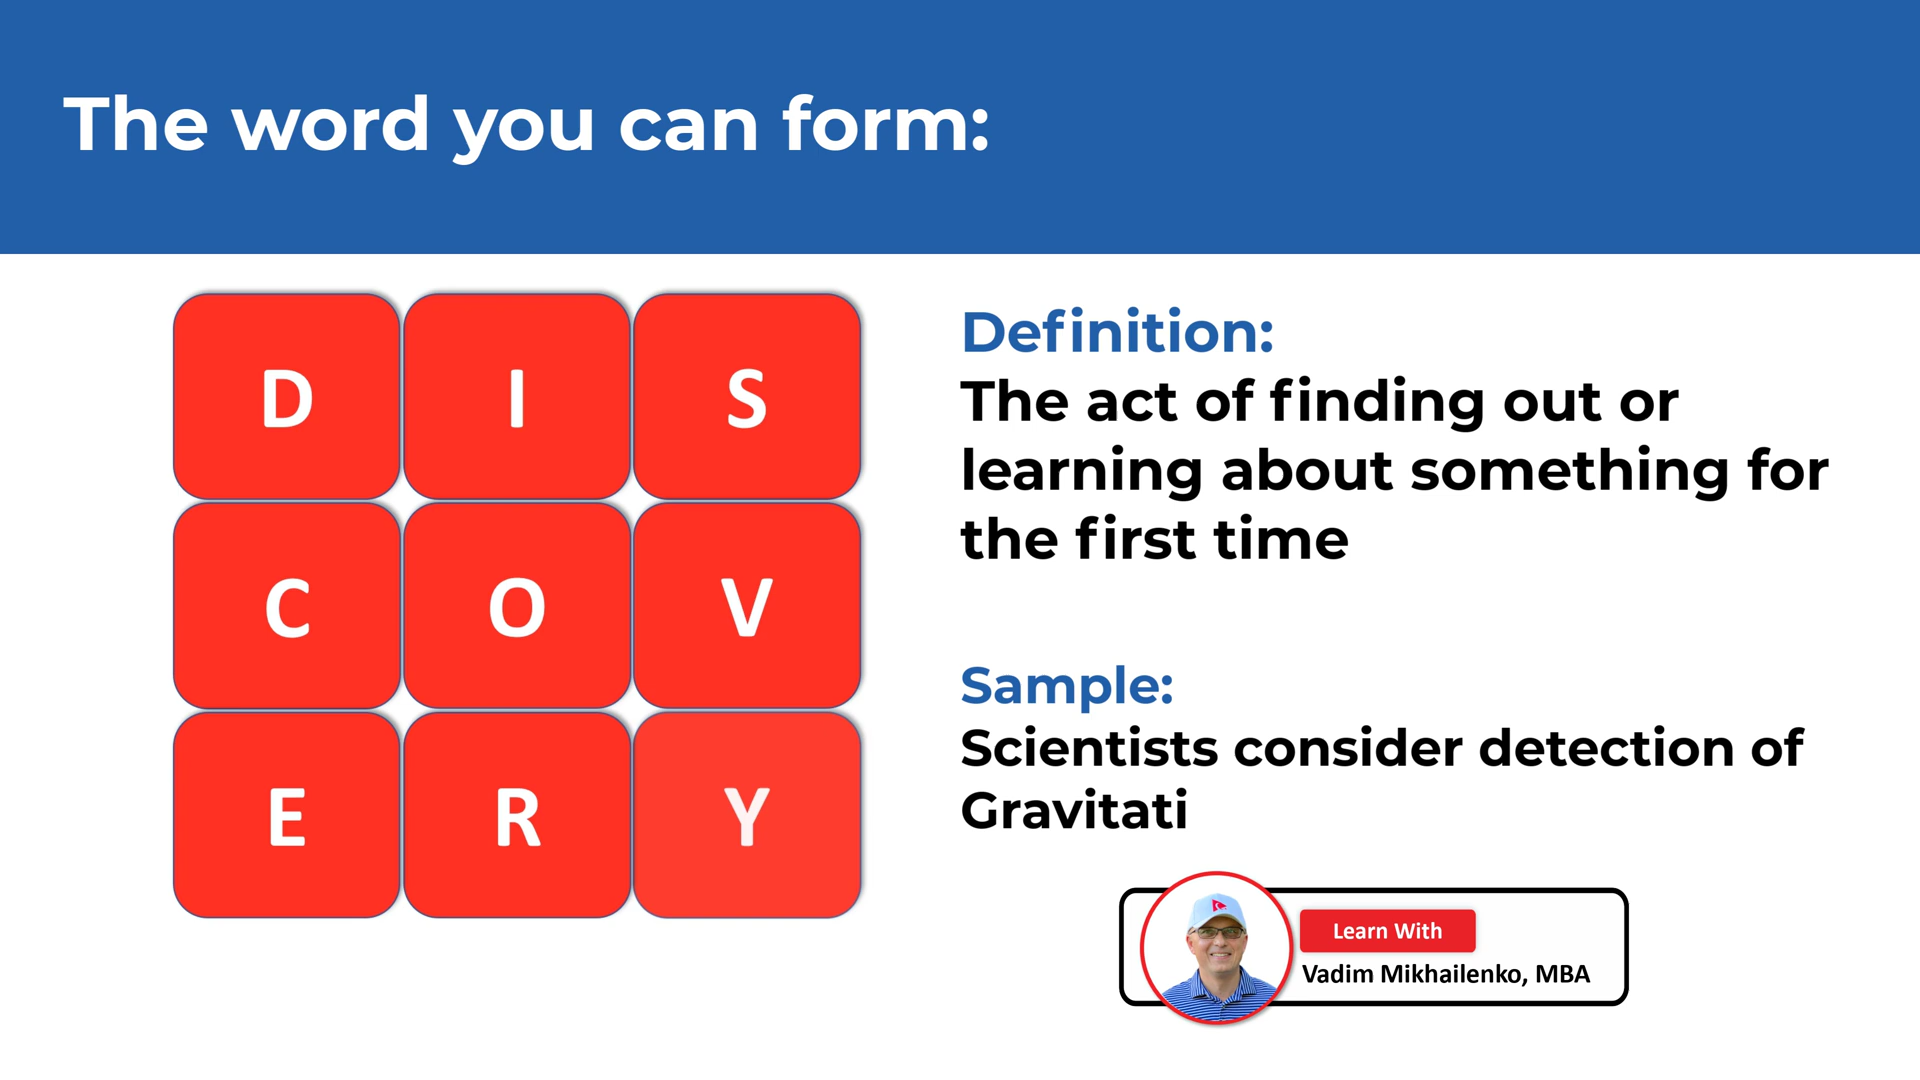 The word you can form:
D I S
C O V
E R Y
Definition:
The act of finding out or
learning about something for
the first time
Sample:
Scientists consider detection of
Gravitati
Learn With
Vadim Mikhailenko, MBA